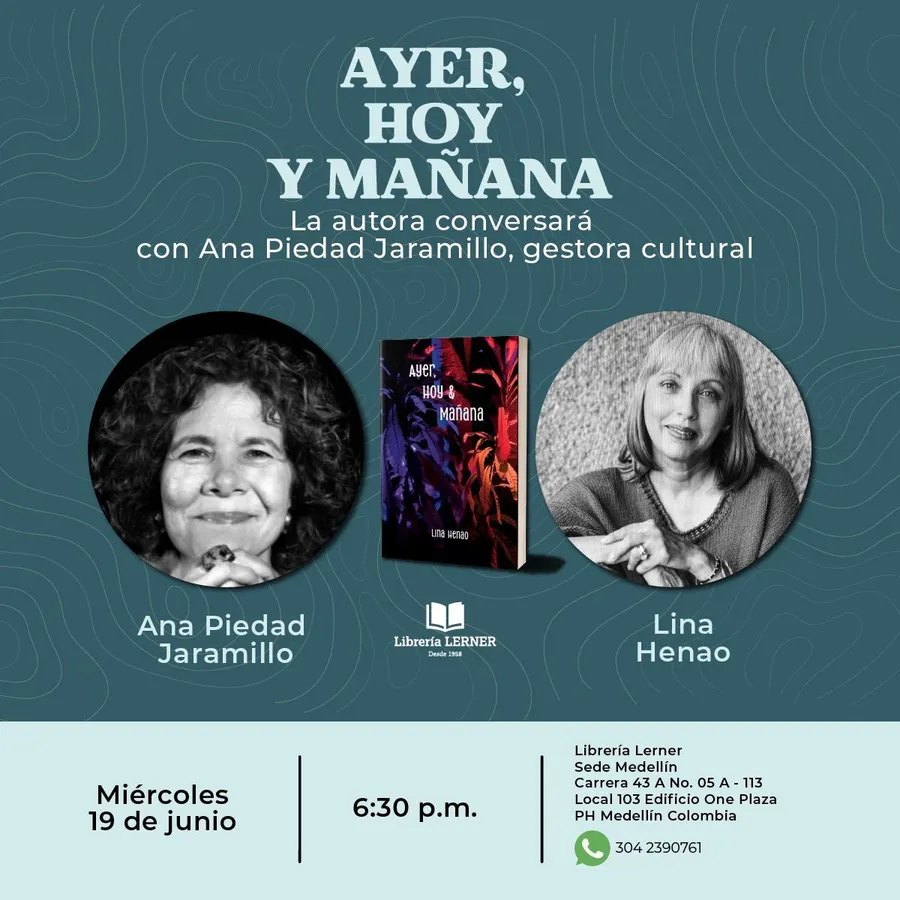 AYER,
HOY
Y MAÑANA
La autora conversará
con Ana Piedad Jaramillo, gestora cultural
Ayer,
Hoy &
Mañana
Lina Henao
Ana Piedad
Jaramillo
Librería LERNER
Desde 1958
Lina
Henao
Miércoles
19 de junio
6:30 p.m.
Librería Lerner
Sede Medellín
Carrera 43 A No. 05 A - 113
Local 103 Edificio One Plaza
PH Medellín Colombia
304 2390761